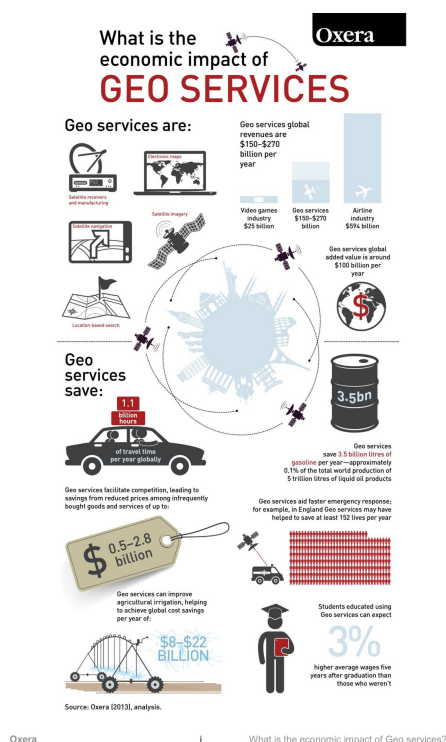 Oxera
What is the
economic impact of
GEO SERVICES
Geo services are:
Satellite receivers
and manufacturing
Electronic maps
Satellite navigation
Satellite imagery
Location-based search
Geo services global
revenues are
$150–$270
billion per
year
Video games
industry
$25 billion
Geo services
$150–$270
billion
Airline
industry
$594 billion
Geo services global
added value is around
$100 billion per
year
$
Geo
services
save:
1.1
billion
hours
of travel time
per year globally
3.5bn
Geo services
save 3.5 billion litres of
gasoline per year—approximately
0.1% of the total world production of
5 trillion litres of liquid oil products
Geo services facilitate competition, leading to
savings from reduced prices among infrequently
bought goods and services of up to:
$ 0.5–2.8
billion
Geo services aid faster emergency response;
for example, in England Geo services may have
helped to save at least 152 lives per year
Geo services can improve
agricultural irrigation, helping
to achieve global cost savings
per year of:
$8–$22
BILLION
Students educated using
Geo services can expect
3%
higher average wages five
years after graduation than
those who weren't
Source: Oxera (2013), analysis.
Oxera
i
What is the economic impact of Geo services?